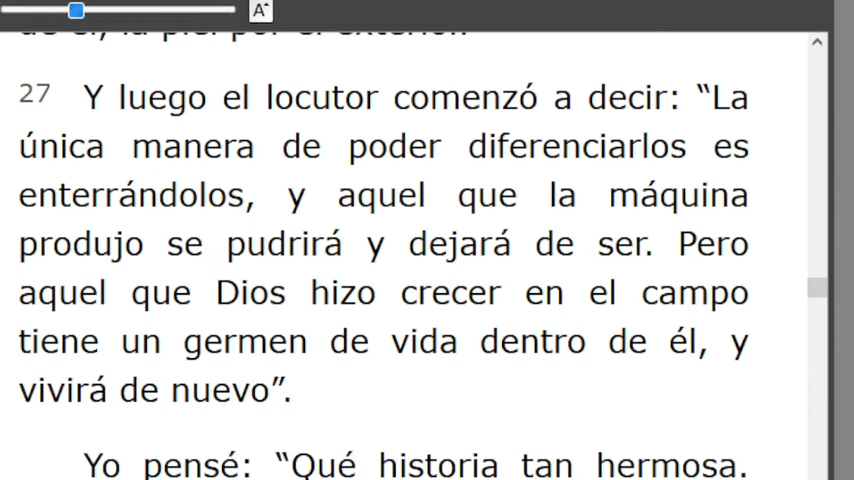 A
27 Y luego el locutor comenzó a decir: “La
única manera de poder diferenciarlos es
enterrándolos, y aquel que la máquina
produjo se pudrirá y dejará de ser. Pero
aquel que Dios hizo crecer en el campo
tiene un germen de vida dentro de él, y
vivirá de nuevo”.
Yo pensé: “Qué historia tan hermosa.